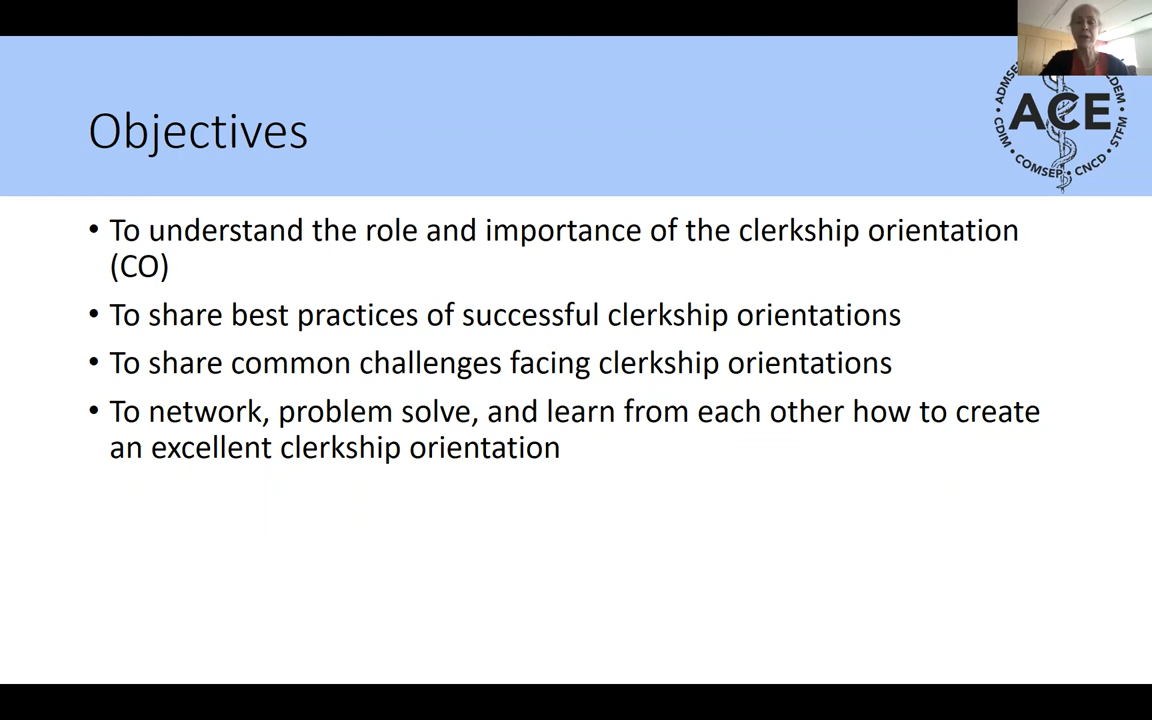 Objectives
ACE
CDIM • COMSEP • CNCD • STFM
• To understand the role and importance of the clerkship orientation
(CO)
• To share best practices of successful clerkship orientations
• To share common challenges facing clerkship orientations
• To network, problem solve, and learn from each other how to create
an excellent clerkship orientation